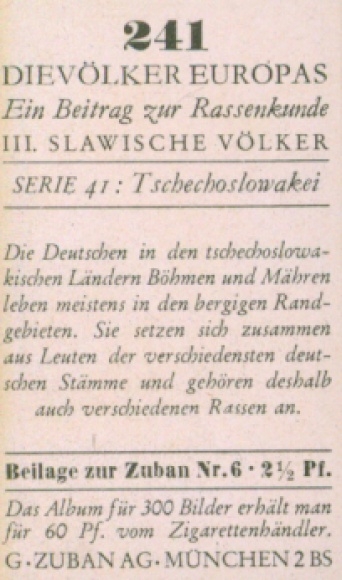 241
DIE VÖLKER EUROPAS
Ein Beitrag zur Rassenkunde
III. SLAWISCHE VÖLKER
SERIE 41: Tschechoslowakei
Die Deutschen in den tschechoslowa-
kischen Ländern Böhmen und Mähren
leben meistens in den bergigen Rand-
gebieten. Sie setzen sich zusammen
aus Leuten der verschiedensten deut-
schen Stämme und gehören deshalb
auch verschiedenen Rassen an.
Beilage zur Zuban Nr. 6 · 2½ Pf.
Das Album für 300 Bilder erhält man
für 60 Pf. vom Zigarettenhändler.
G · ZUBAN AG · MÜNCHEN 2 BS